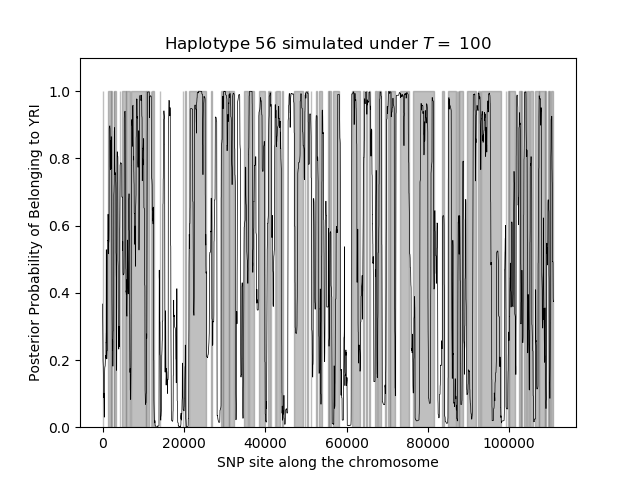 Haplotype 56 simulated under T = 100
Posterior Probability of Belonging to YRI
1.0
0.8
0.6
0.4
0.2
0.0
0 20000 40000 60000 80000 100000
SNP site along the chromosome